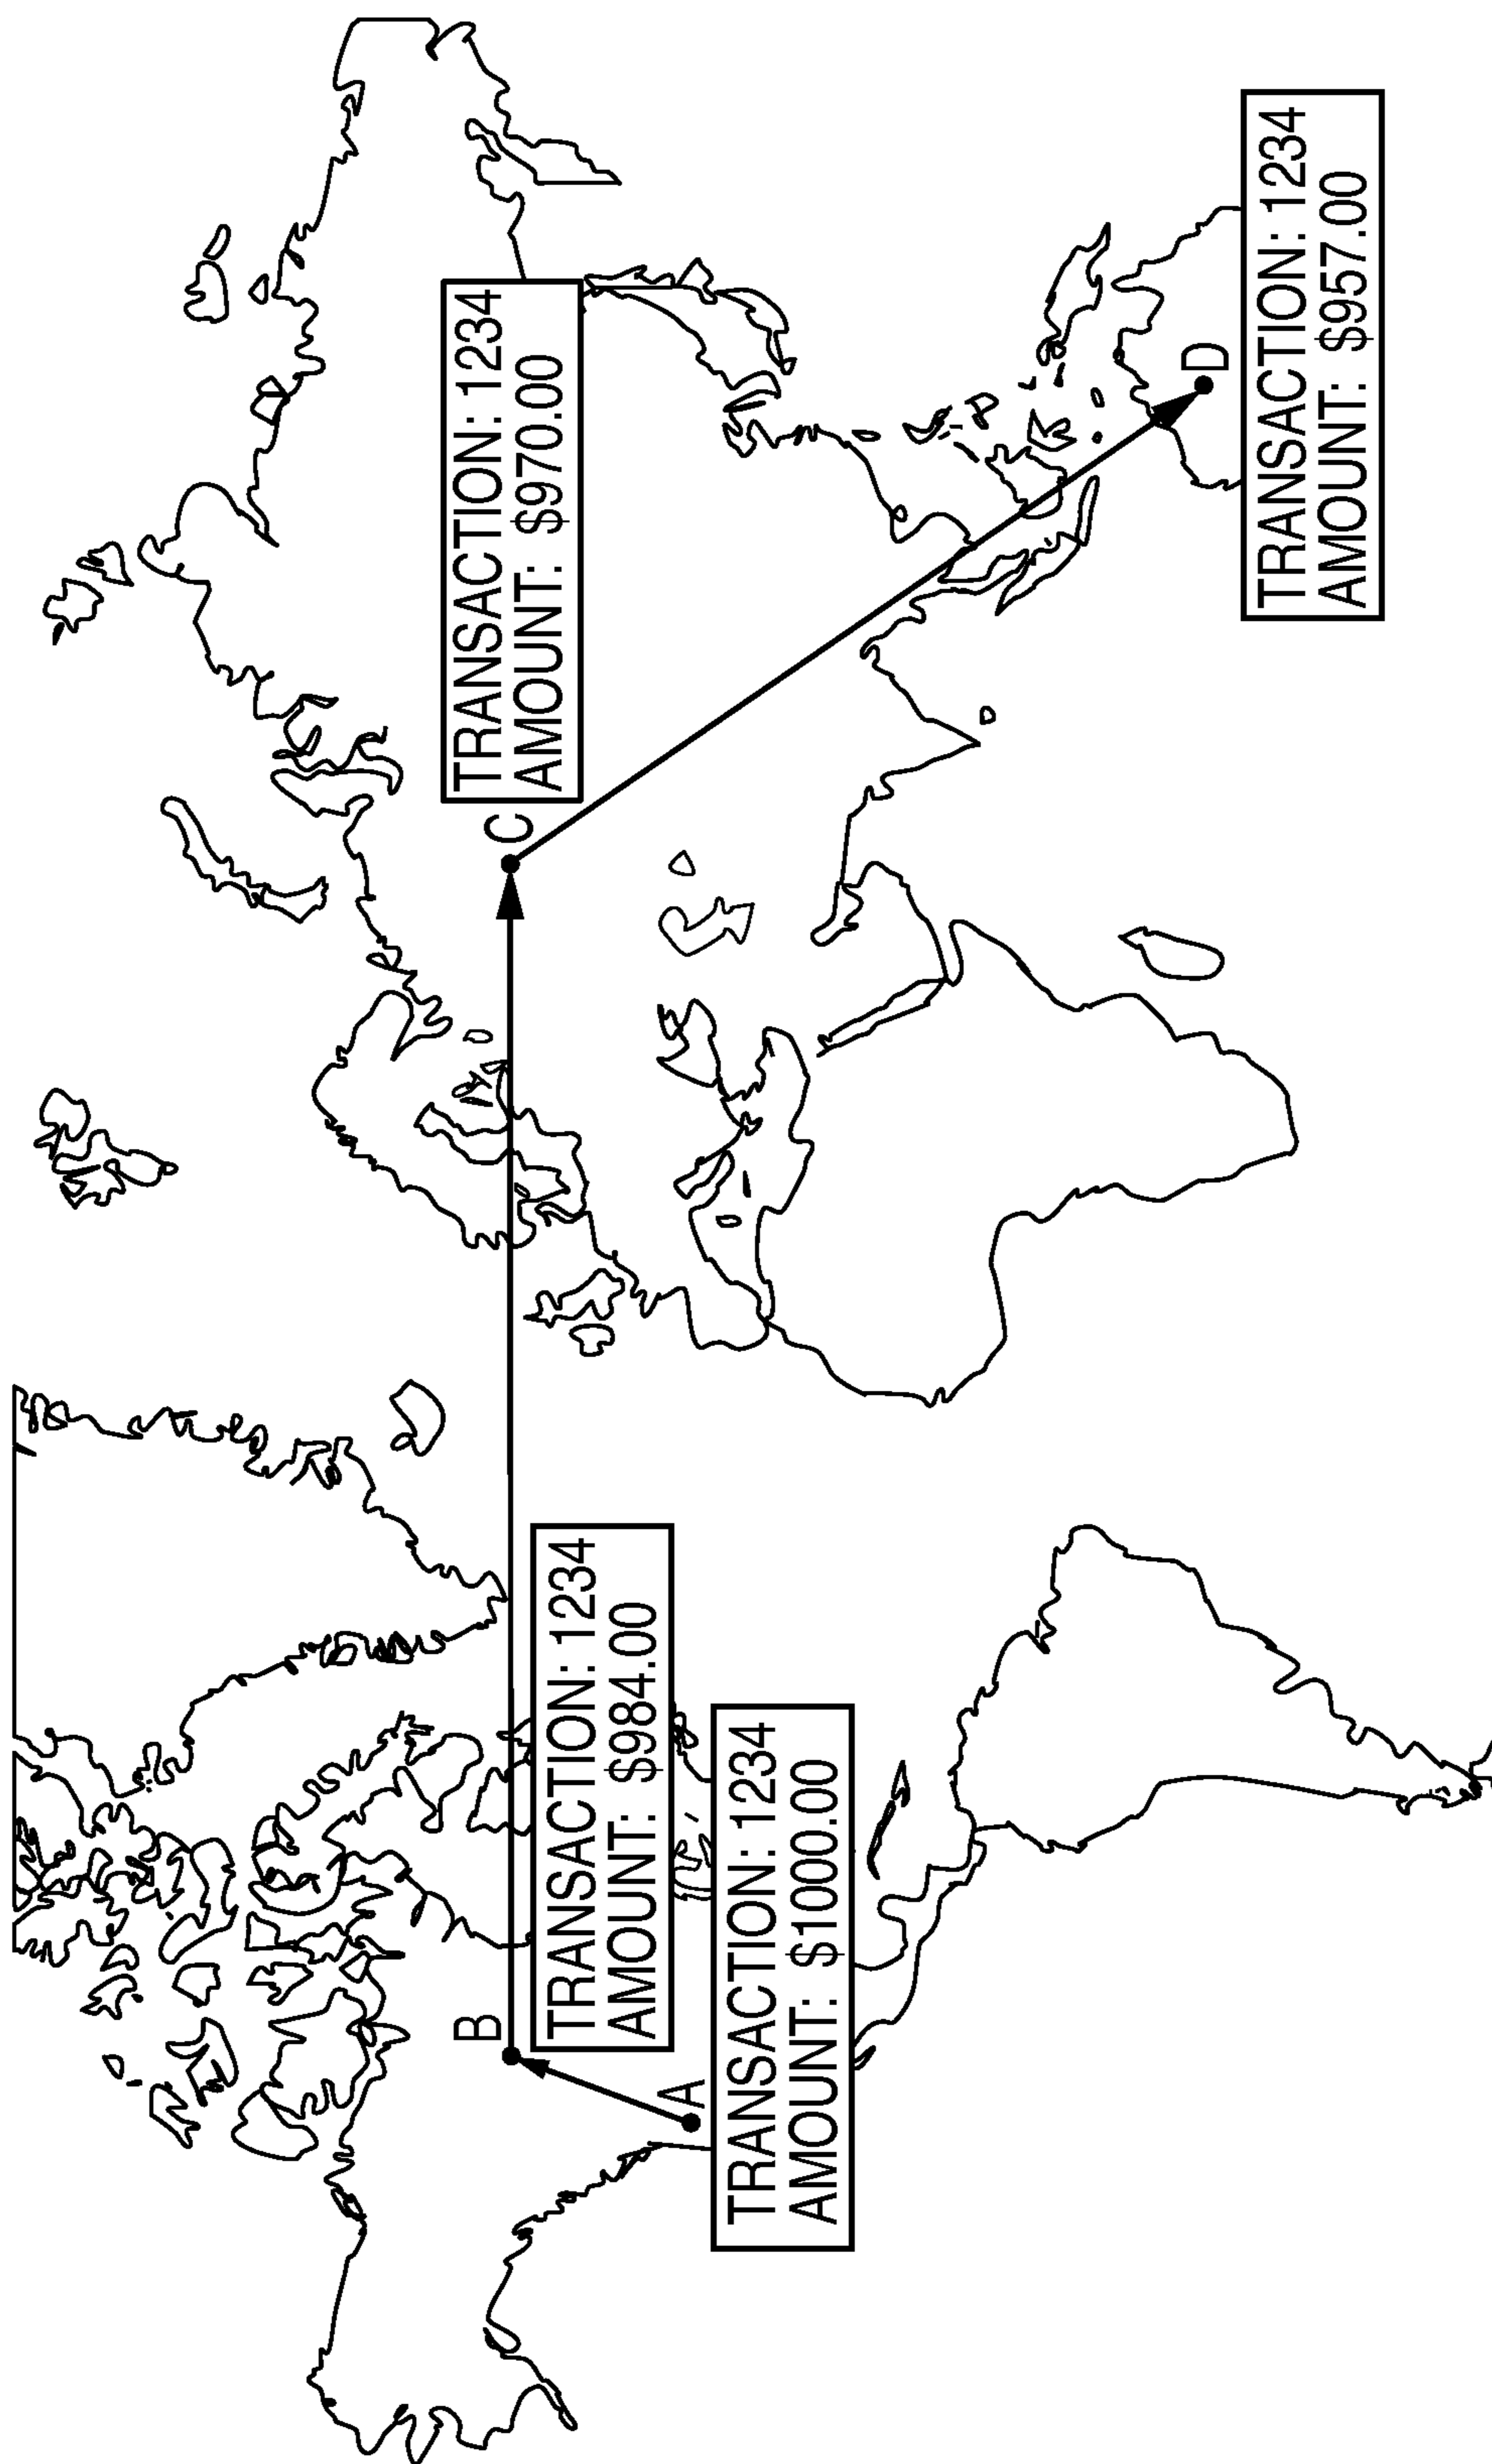 A
TRANSACTION: 1234
AMOUNT: $1000.00
B
TRANSACTION: 1234
AMOUNT: $984.00
C
TRANSACTION: 1234
AMOUNT: $970.00
D
TRANSACTION: 1234
AMOUNT: $957.00